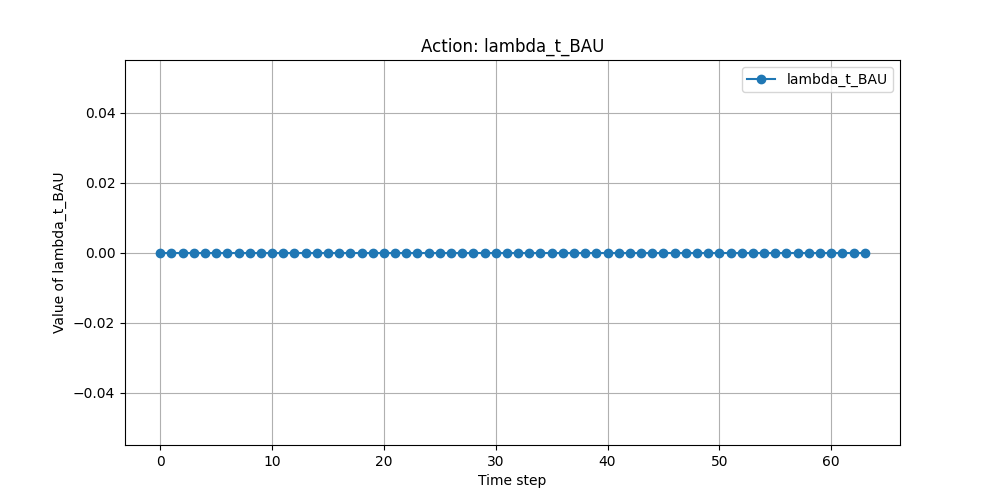 Action: lambda_t_BAU
lambda_t_BAU
0.04
0.02
0.00
−0.02
−0.04
Value of lambda_t_BAU
0 10 20 30 40 50 60
Time step